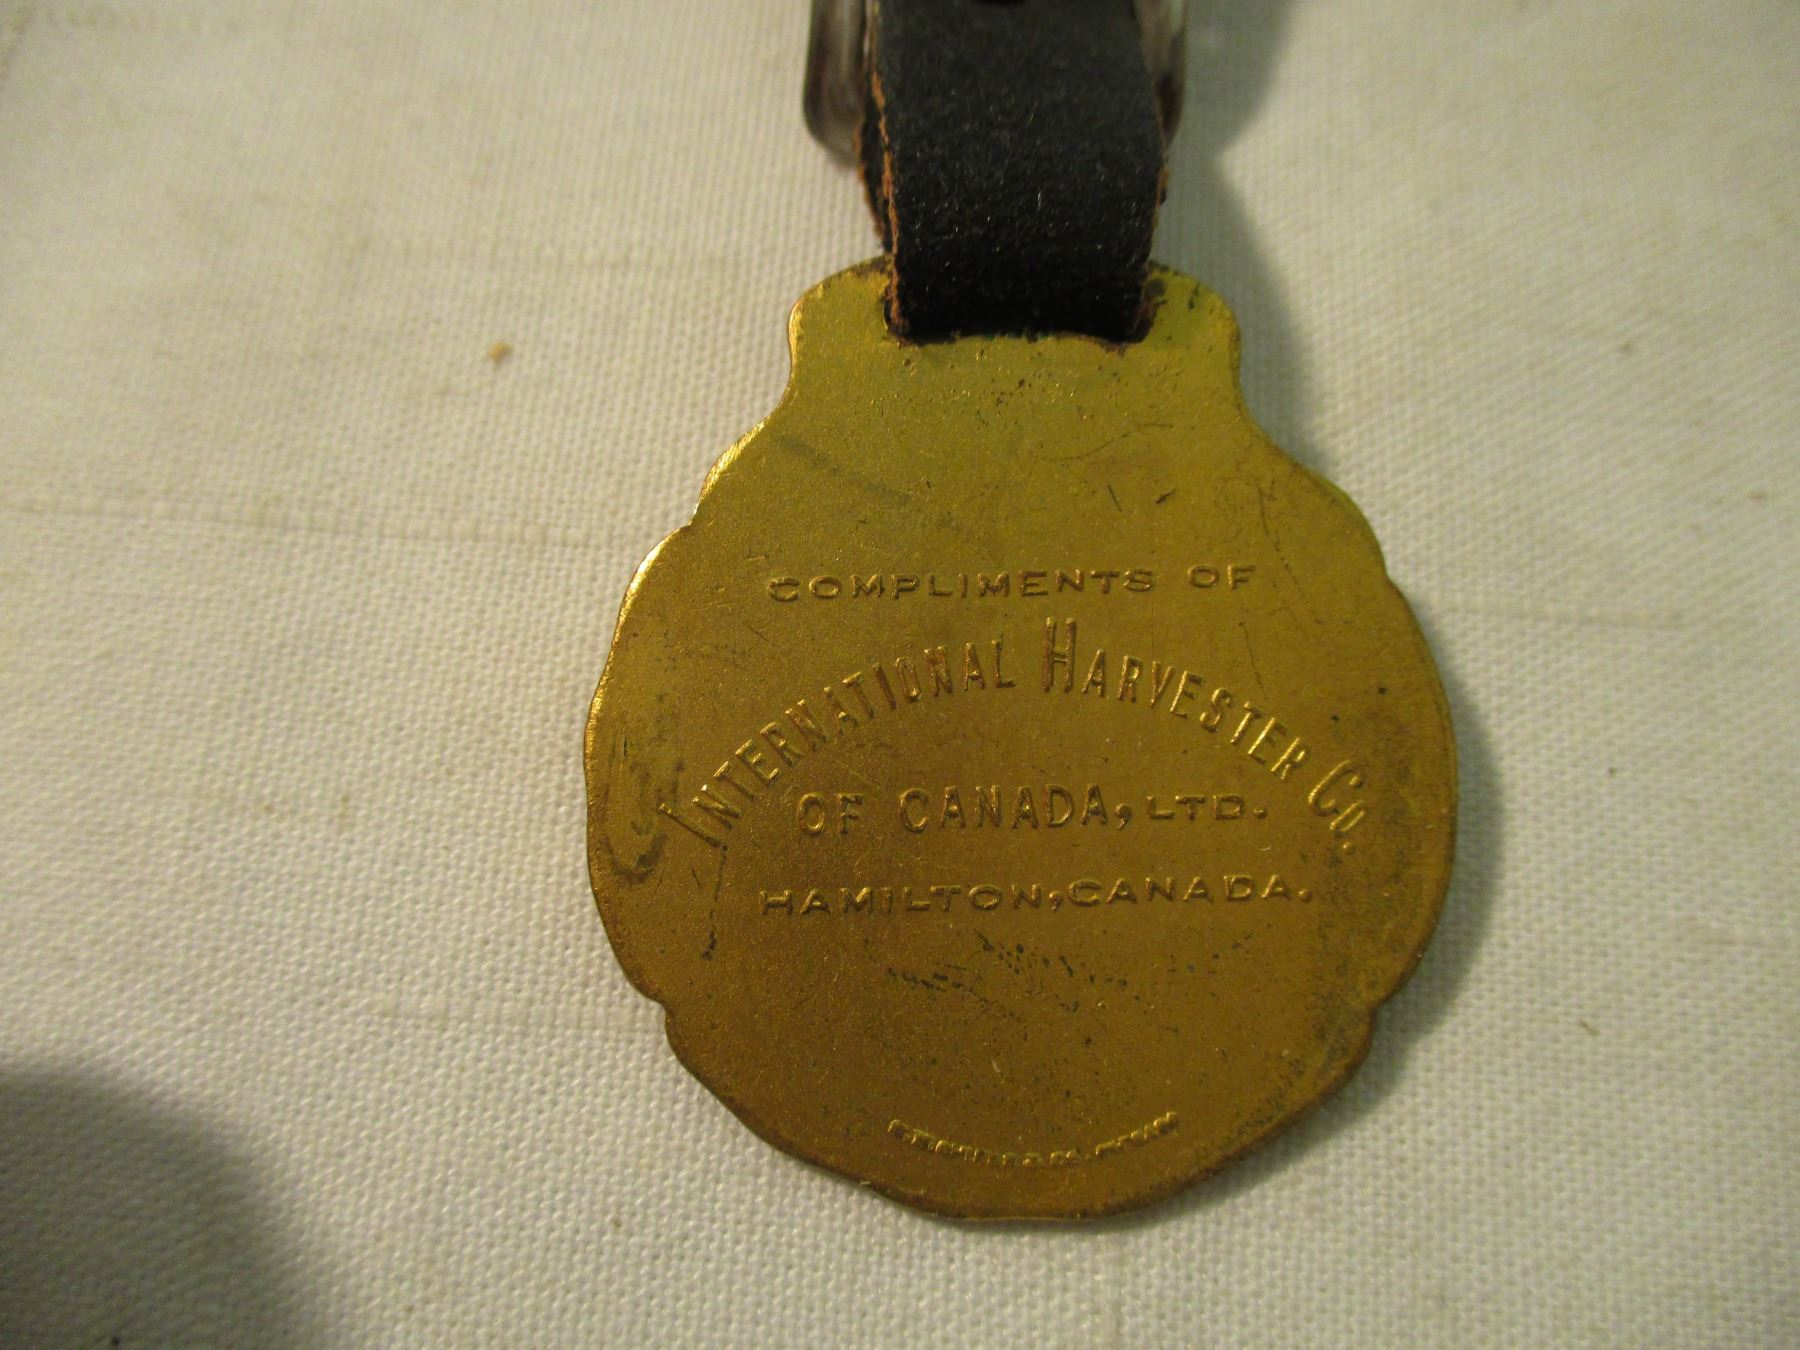 COMPLIMENTS OF
INTERNATIONAL HARVESTER CO.
OF CANADA, LTD.
HAMILTON, CANADA.